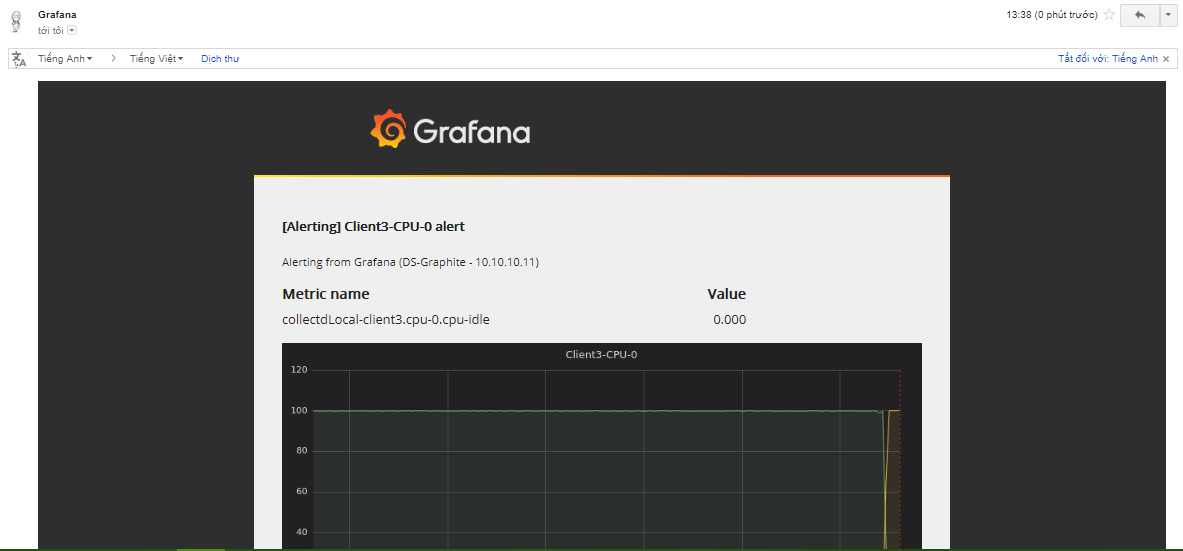 Grafana
13:38 (0 phút trước)
tới tôi
Tiếng Anh
Tiếng Việt
Dịch thư
Tắt đối với: Tiếng Anh
Grafana
[Alerting] Client3-CPU-0 alert
Alerting from Grafana (DS-Graphite - 10.10.10.11)
Metric name
Value
collectdLocal-client3.cpu-0.cpu-idle
0.000
Client3-CPU-0
120
100
80
60
40